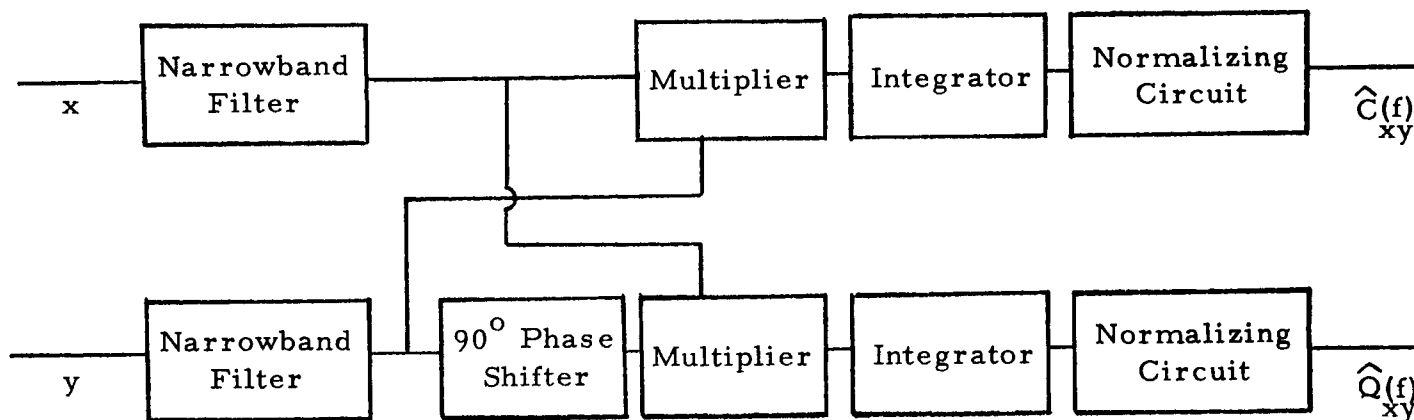 Narrowband
Filter
Multiplier
Integrator
Normalizing
Circuit
x
Ĉ(f)
xy
Narrowband
Filter
90° Phase
Shifter
Multiplier
Integrator
Normalizing
Circuit
y
Q̂(f)
xy